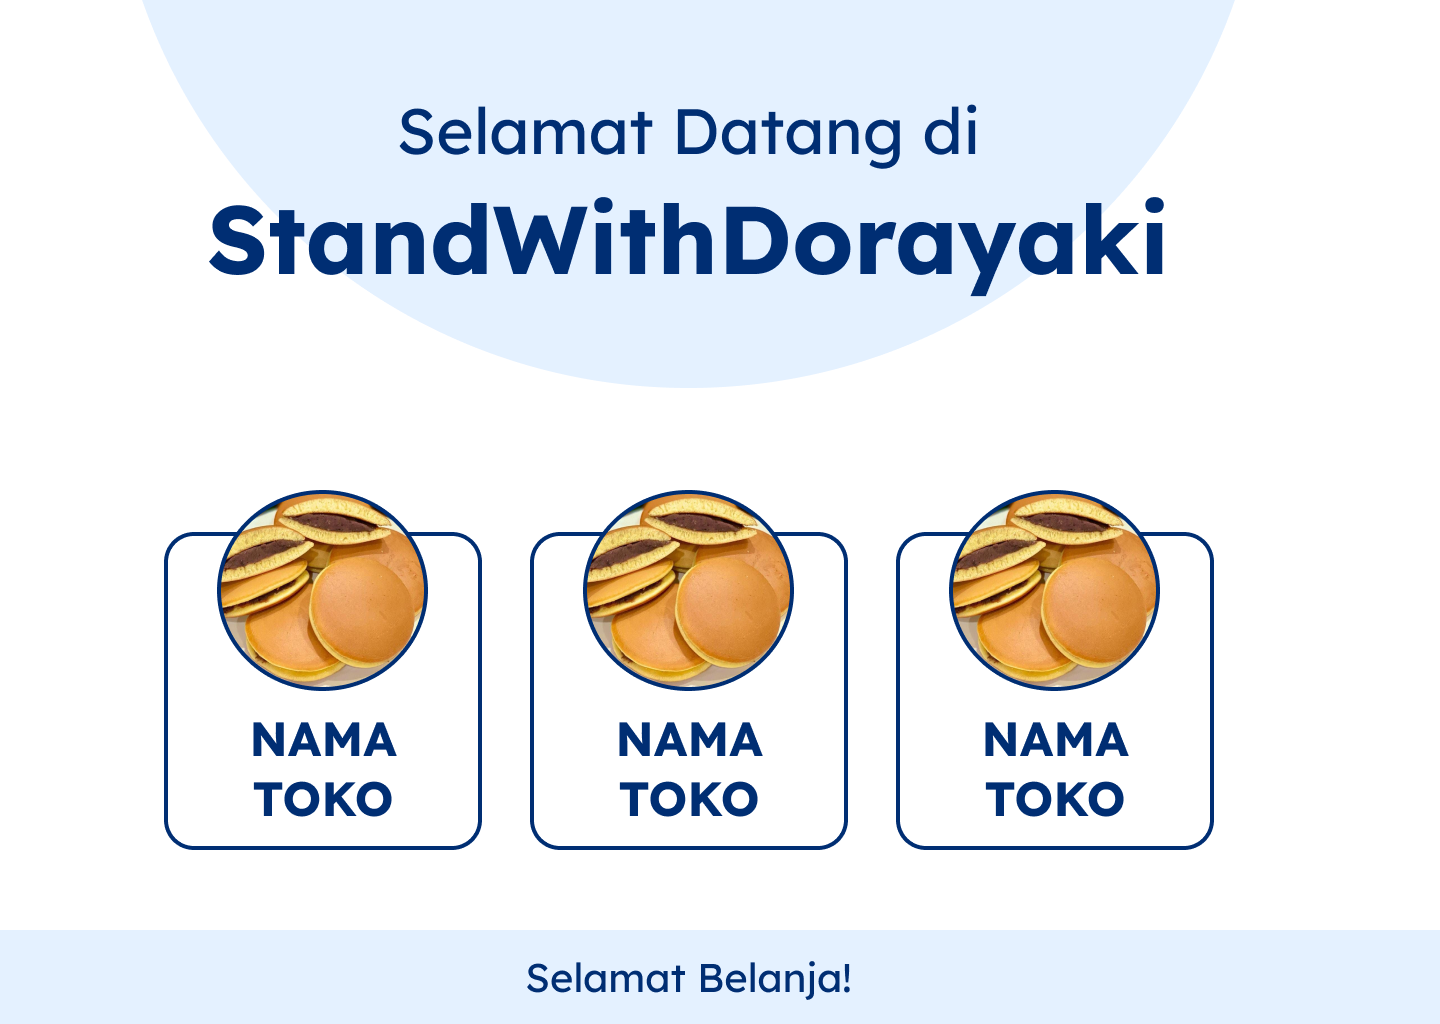 Selamat Datang di
StandWithDorayaki
NAMA
TOKO
NAMA
TOKO
NAMA
TOKO
Selamat Belanja!